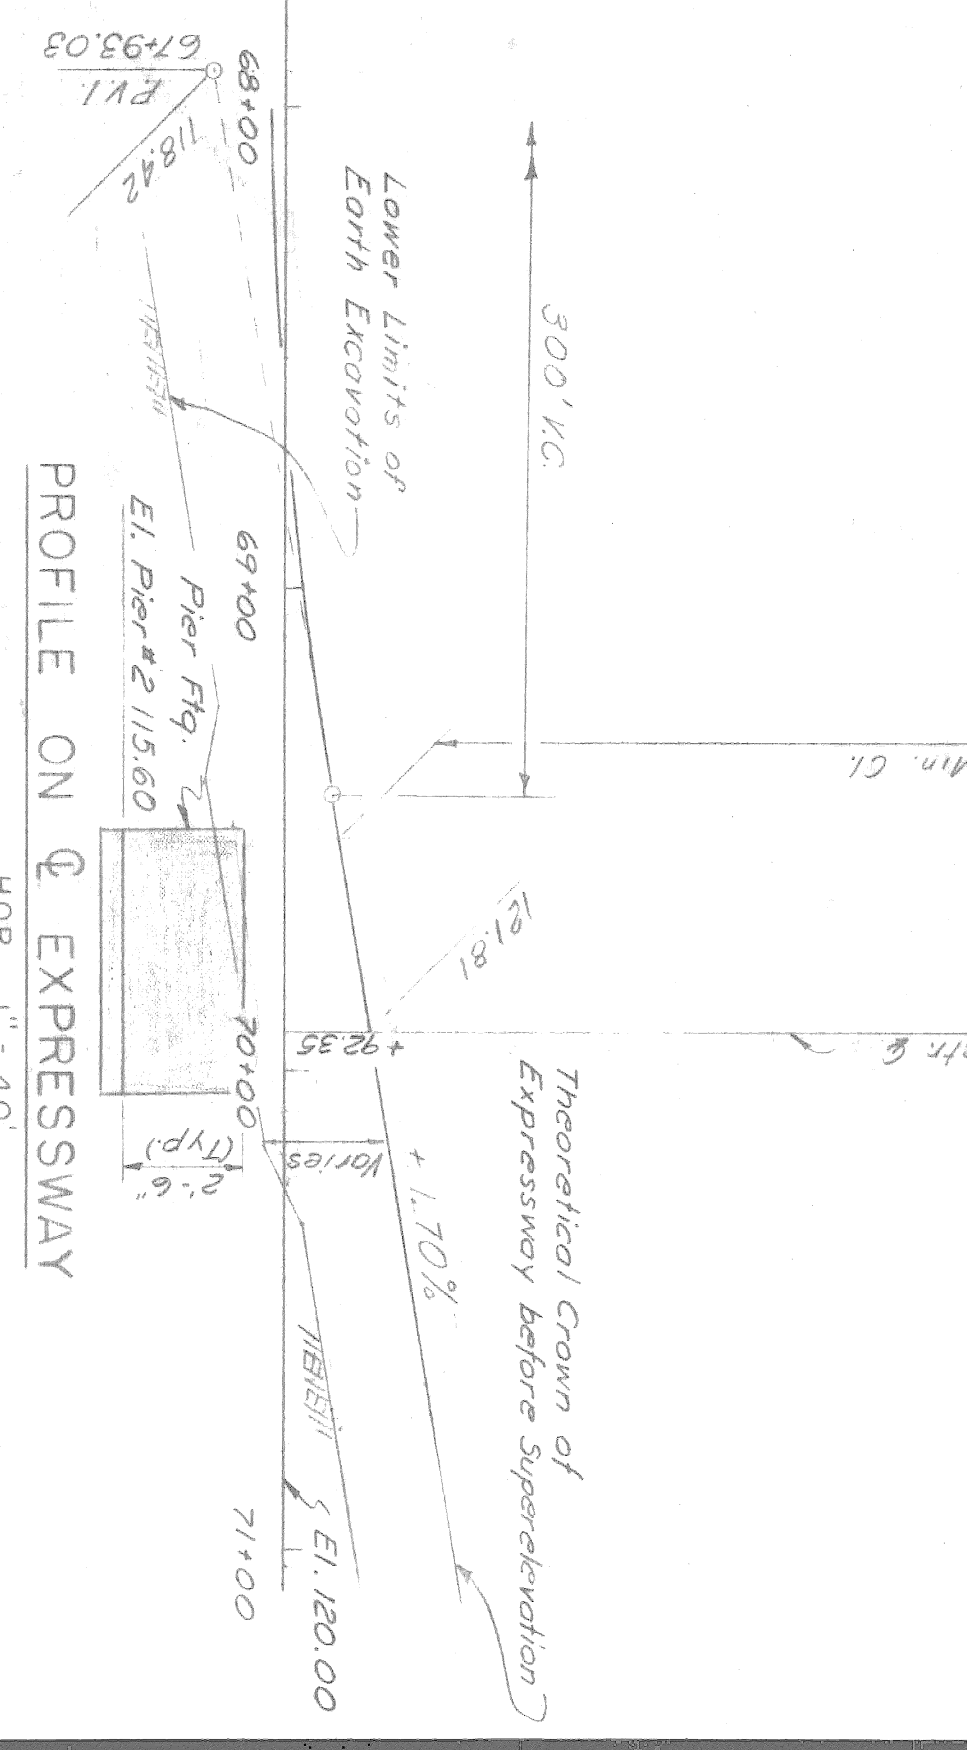 300' V.C.
Min. Cl.
Lower Limits of
Earth Excavation
121.81
Theoretical Crown of
Expressway before Superelevation
+1.70%
+92.35
Varies
El. 120.00
68+00
69+00
70+00
71+00
67+93.03
P.V.I.
118.42
Pier Ftg.
El. Pier #2 115.60
2'-6"
(Typ.)
PROFILE ON ℄ EXPRESSWAY